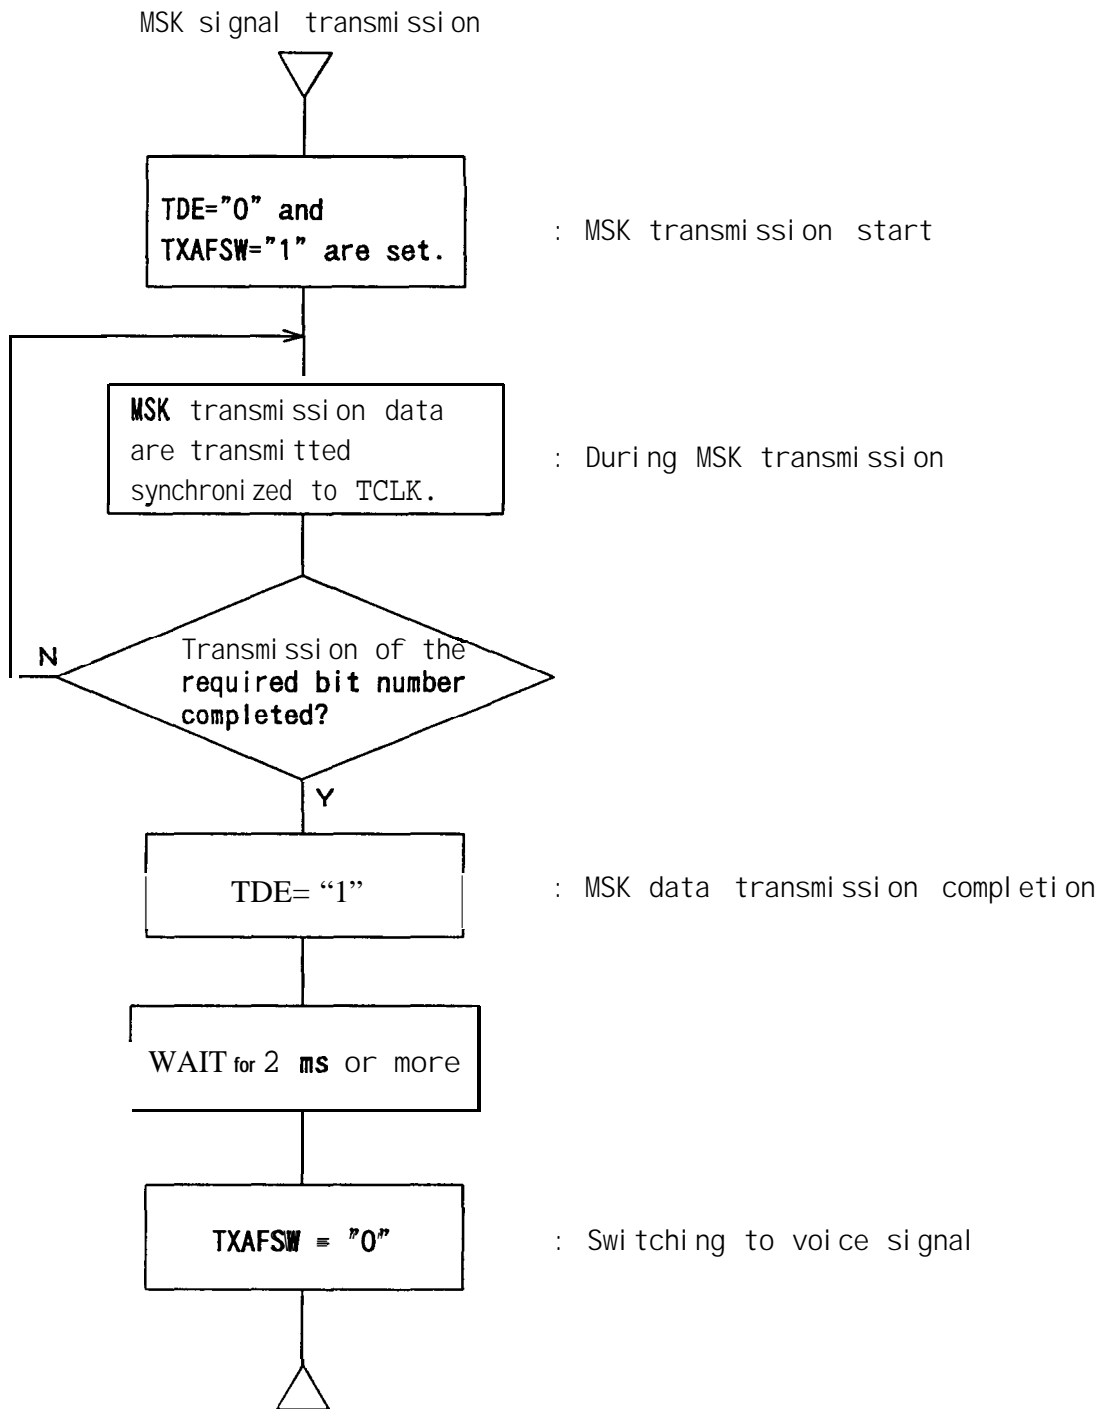 MSK signal transmission
TDE="0" and
TXAFSW="1" are set.
: MSK transmission start
MSK transmission data
are transmitted
synchronized to TCLK.
: During MSK transmission
N
Transmission of the
required bit number
completed?
Y
TDE= “1”
: MSK data transmission completion
WAIT for 2 ms or more
TXAFSW = "0"
: Switching to voice signal